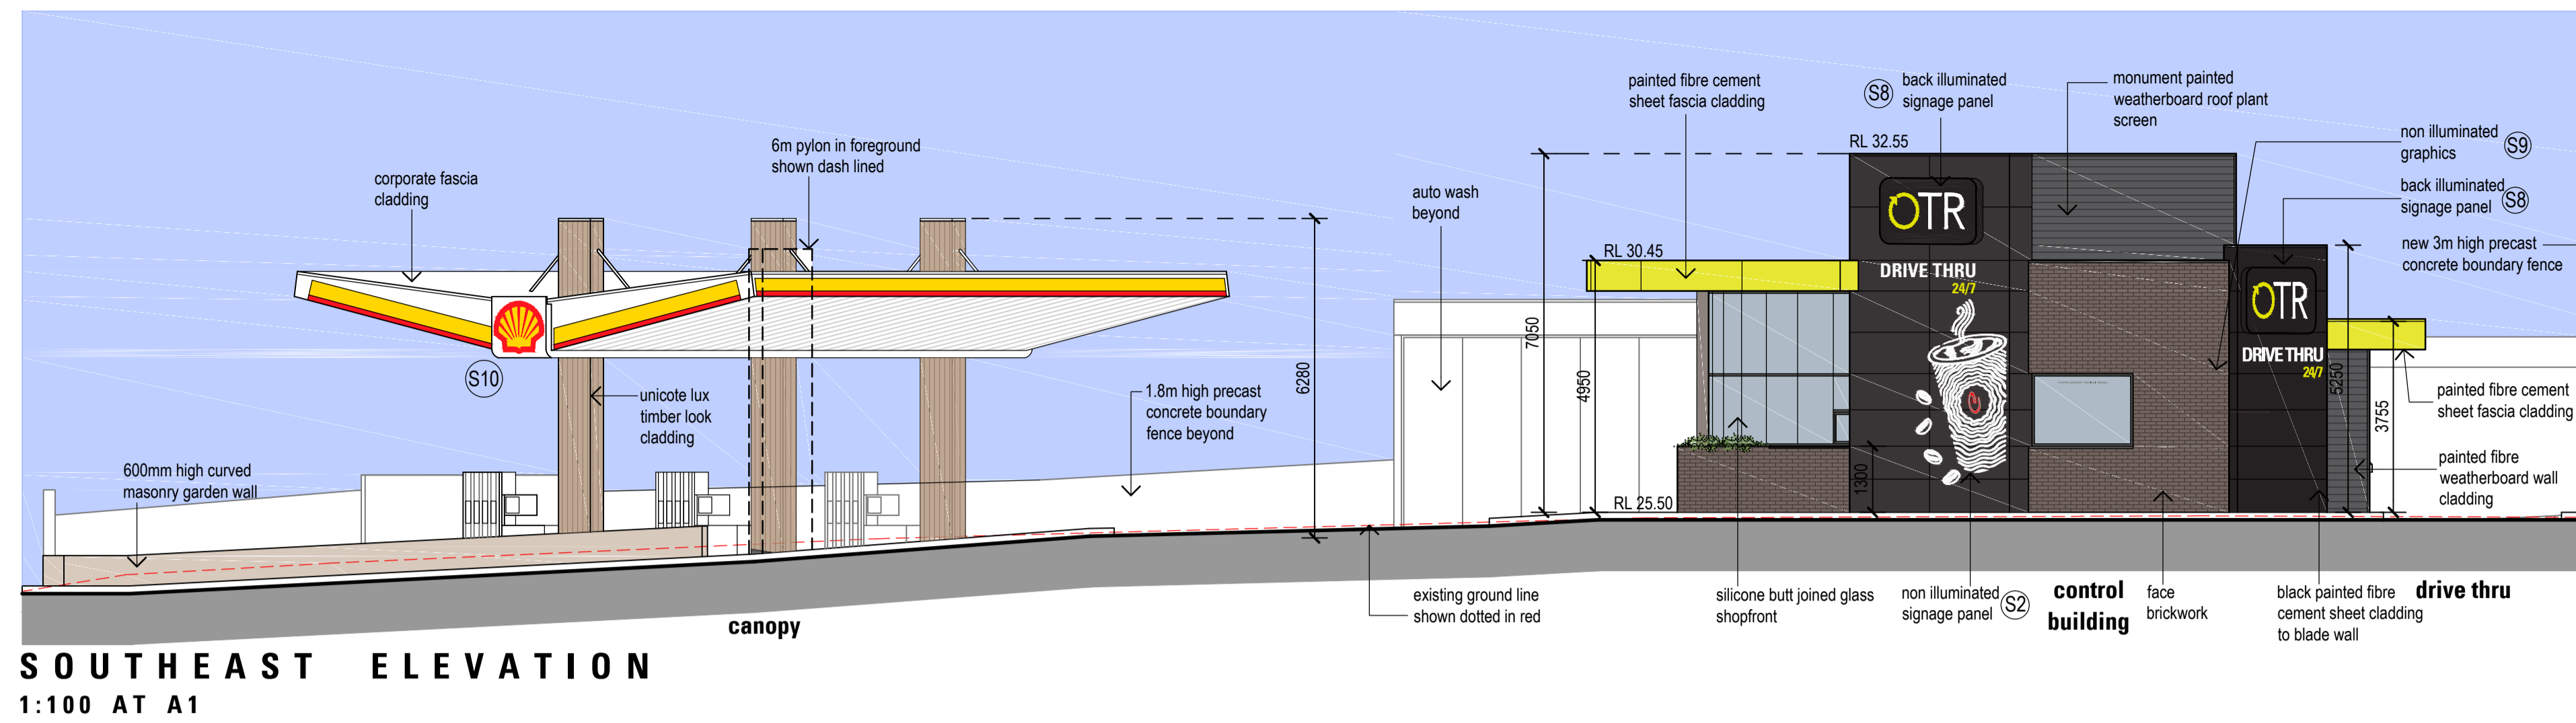 painted fibre cement
sheet fascia cladding
S8
back illuminated
signage panel
monument painted
weatherboard roof plant
screen
RL 32.55
non illuminated
graphics
S9
6m pylon in foreground
shown dash lined
corporate fascia
cladding
auto wash
beyond
back illuminated
signage panel
S8
OTR
new 3m high precast
concrete boundary fence
RL 30.45
DRIVE THRU
24/7
OTR
DRIVE THRU
24/7
7050
4950
6280
5250
3755
S10
unicote lux
timber look
cladding
1.8m high precast
concrete boundary
fence beyond
painted fibre cement
sheet fascia cladding
600mm high curved
masonry garden wall
painted fibre
weatherboard wall
cladding
1300
RL 25.50
existing ground line
shown dotted in red
silicone butt joined glass
shopfront
non illuminated
signage panel
S2
control
building
face
brickwork
black painted fibre
cement sheet cladding
to blade wall
drive thru
canopy
SOUTHEAST ELEVATION
1:100 AT A1